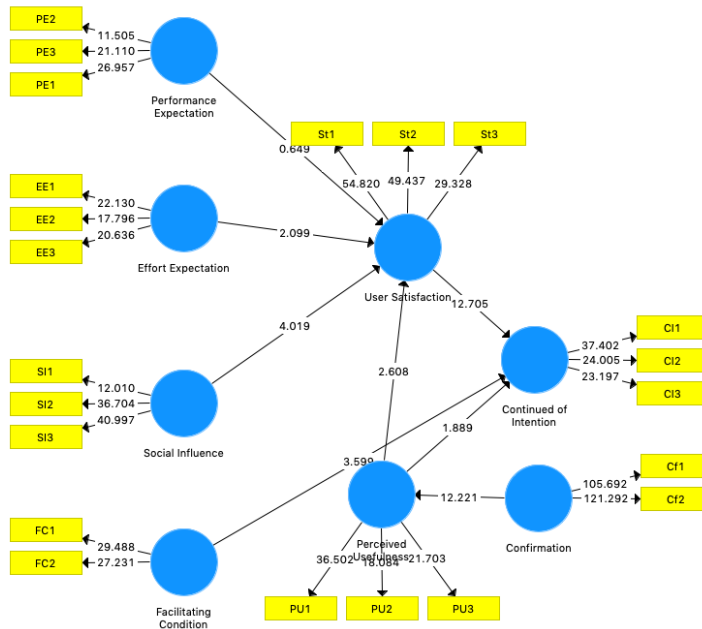 PE2
11.505
PE3
21.110
PE1
26.957
Performance
Expectation
0.649
St1
St2
St3
54.820
49.437
29.328
EE1
22.130
EE2
17.796
EE3
20.636
Effort Expectation
2.099
User Satisfaction
12.705
4.019
SI1
12.010
SI2
36.704
SI3
40.997
Social Influence
2.608
37.402
CI1
24.005
CI2
23.197
CI3
Continued of
Intention
1.889
3.599
FC1
29.488
FC2
27.231
Facilitating
Condition
Perceived
Usefulness
12.221
105.692
Cf1
121.292
Cf2
Confirmation
36.502
18.084
21.703
PU1
PU2
PU3